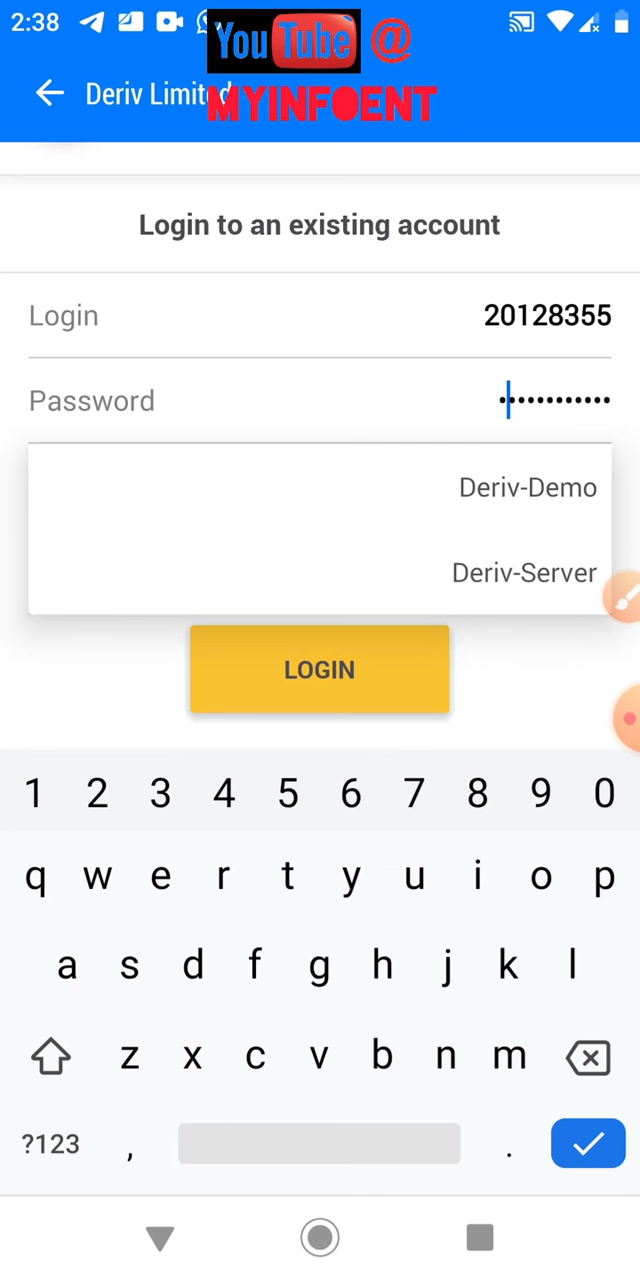 2:38
YouTube @
Deriv Limited
MYINFOENT
Login to an existing account
Login 20128355
Password ••••••••••••
Deriv-Demo
Deriv-Server
LOGIN
1 2 3 4 5 6 7 8 9 0
q w e r t y u i o p
a s d f g h j k l
z x c v b n m
?123 , .